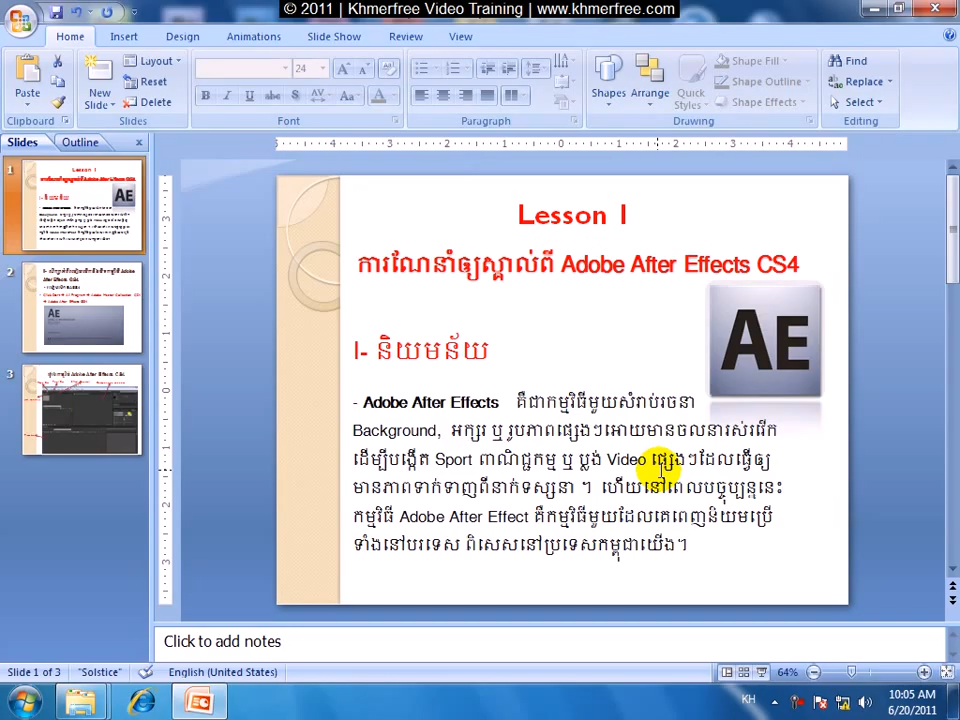 © 2011 | Khmerfree Video Training | www.khmerfree.com
Home Insert Design Animations Slide Show Review View
Paste
Clipboard
New Slide
Layout
Reset
Delete
Slides
24
Font
Paragraph
Shapes
Arrange
Quick Styles
Shape Fill
Shape Outline
Shape Effects
Drawing
Find
Replace
Select
Editing
Slides Outline
1
2
3
Lesson 1
ការណែនាំឲ្យស្គាល់ពី Adobe After Effects CS4
AE
I- និយមន័យ
- Adobe After Effects គឺជាកម្មវិធីមួយសំរាប់រចនា
Background, អក្សរ ឬ រូបភាពផ្សេងៗអោយមានចលនារស់រវើក
ដើម្បីបង្កើត Sport ពាណិជ្ជកម្ម ឬ ប្លង់ Video ផ្សេងៗដែលធ្វើឲ្យ
មានភាពទាក់ទាញពីនាក់ទស្សនា ។ ហើយនៅពេលបច្ចុប្បន្ននេះ
កម្មវិធី Adobe After Effect គឺកម្មវិធីមួយដែលគេពេញនិយមប្រើ
ទាំងនៅបរទេស ពិសេសនៅប្រទេសកម្ពុជាយើង។
Click to add notes
Slide 1 of 3 "Solstice" English (United States) 64%
KH 10:05 AM
6/20/2011